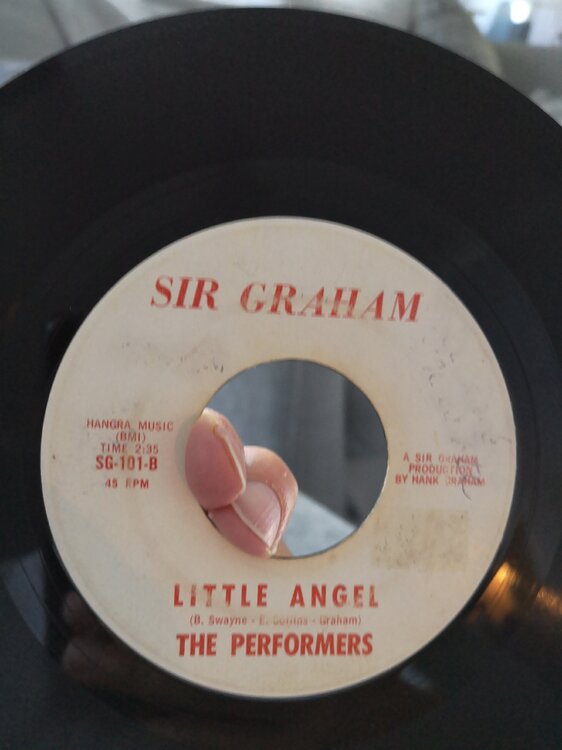 SIR GRAHAM
HANGRA MUSIC
(BMI)
TIME 2:35
SG-101-B
45 RPM
A SIR GRAHAM
PRODUCTION
BY HANK GRAHAM
LITTLE ANGEL
(B. Swayne - E. Collins - Graham)
THE PERFORMERS